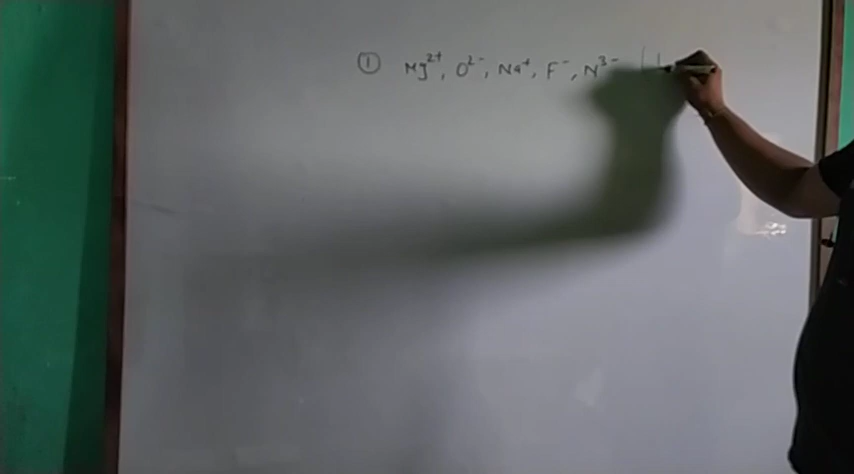 ① Mg²⁺, O²⁻, Na⁺, F⁻, N³⁻